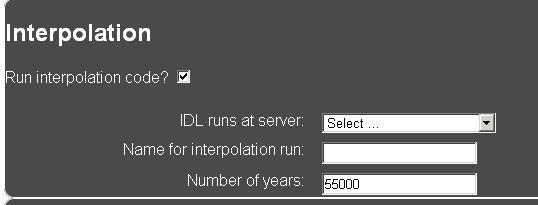 Interpolation
Run interpolation code?
IDL runs at server: Select ...
Name for interpolation run:
Number of years: 55000